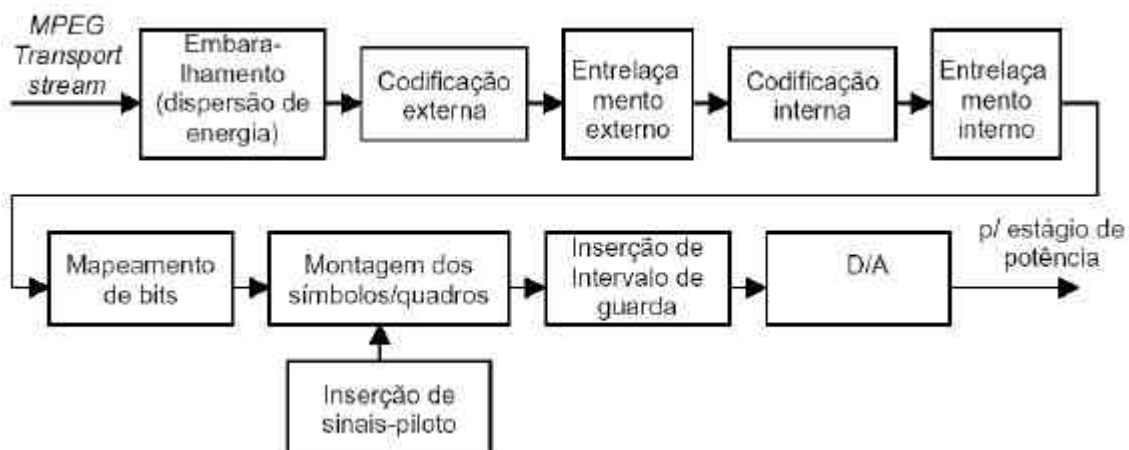 MPEG
Transport
stream
Embara-
lhamento
(dispersão de
energia)
Codificação
externa
Entrelaça
mento
externo
Codificação
interna
Entrelaça
mento
interno
Mapeamento
de bits
Montagem dos
símbolos/quadros
Inserção de
Intervalo de
guarda
D/A
p/ estágio de
potência
Inserção de
sinais-piloto